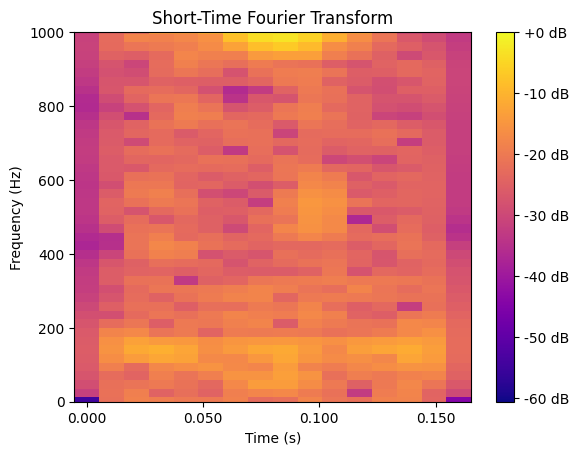 Short-Time Fourier Transform
Frequency (Hz)
1000
800
600
400
200
0
0.000
0.050
0.100
0.150
Time (s)
+0 dB
-10 dB
-20 dB
-30 dB
-40 dB
-50 dB
-60 dB